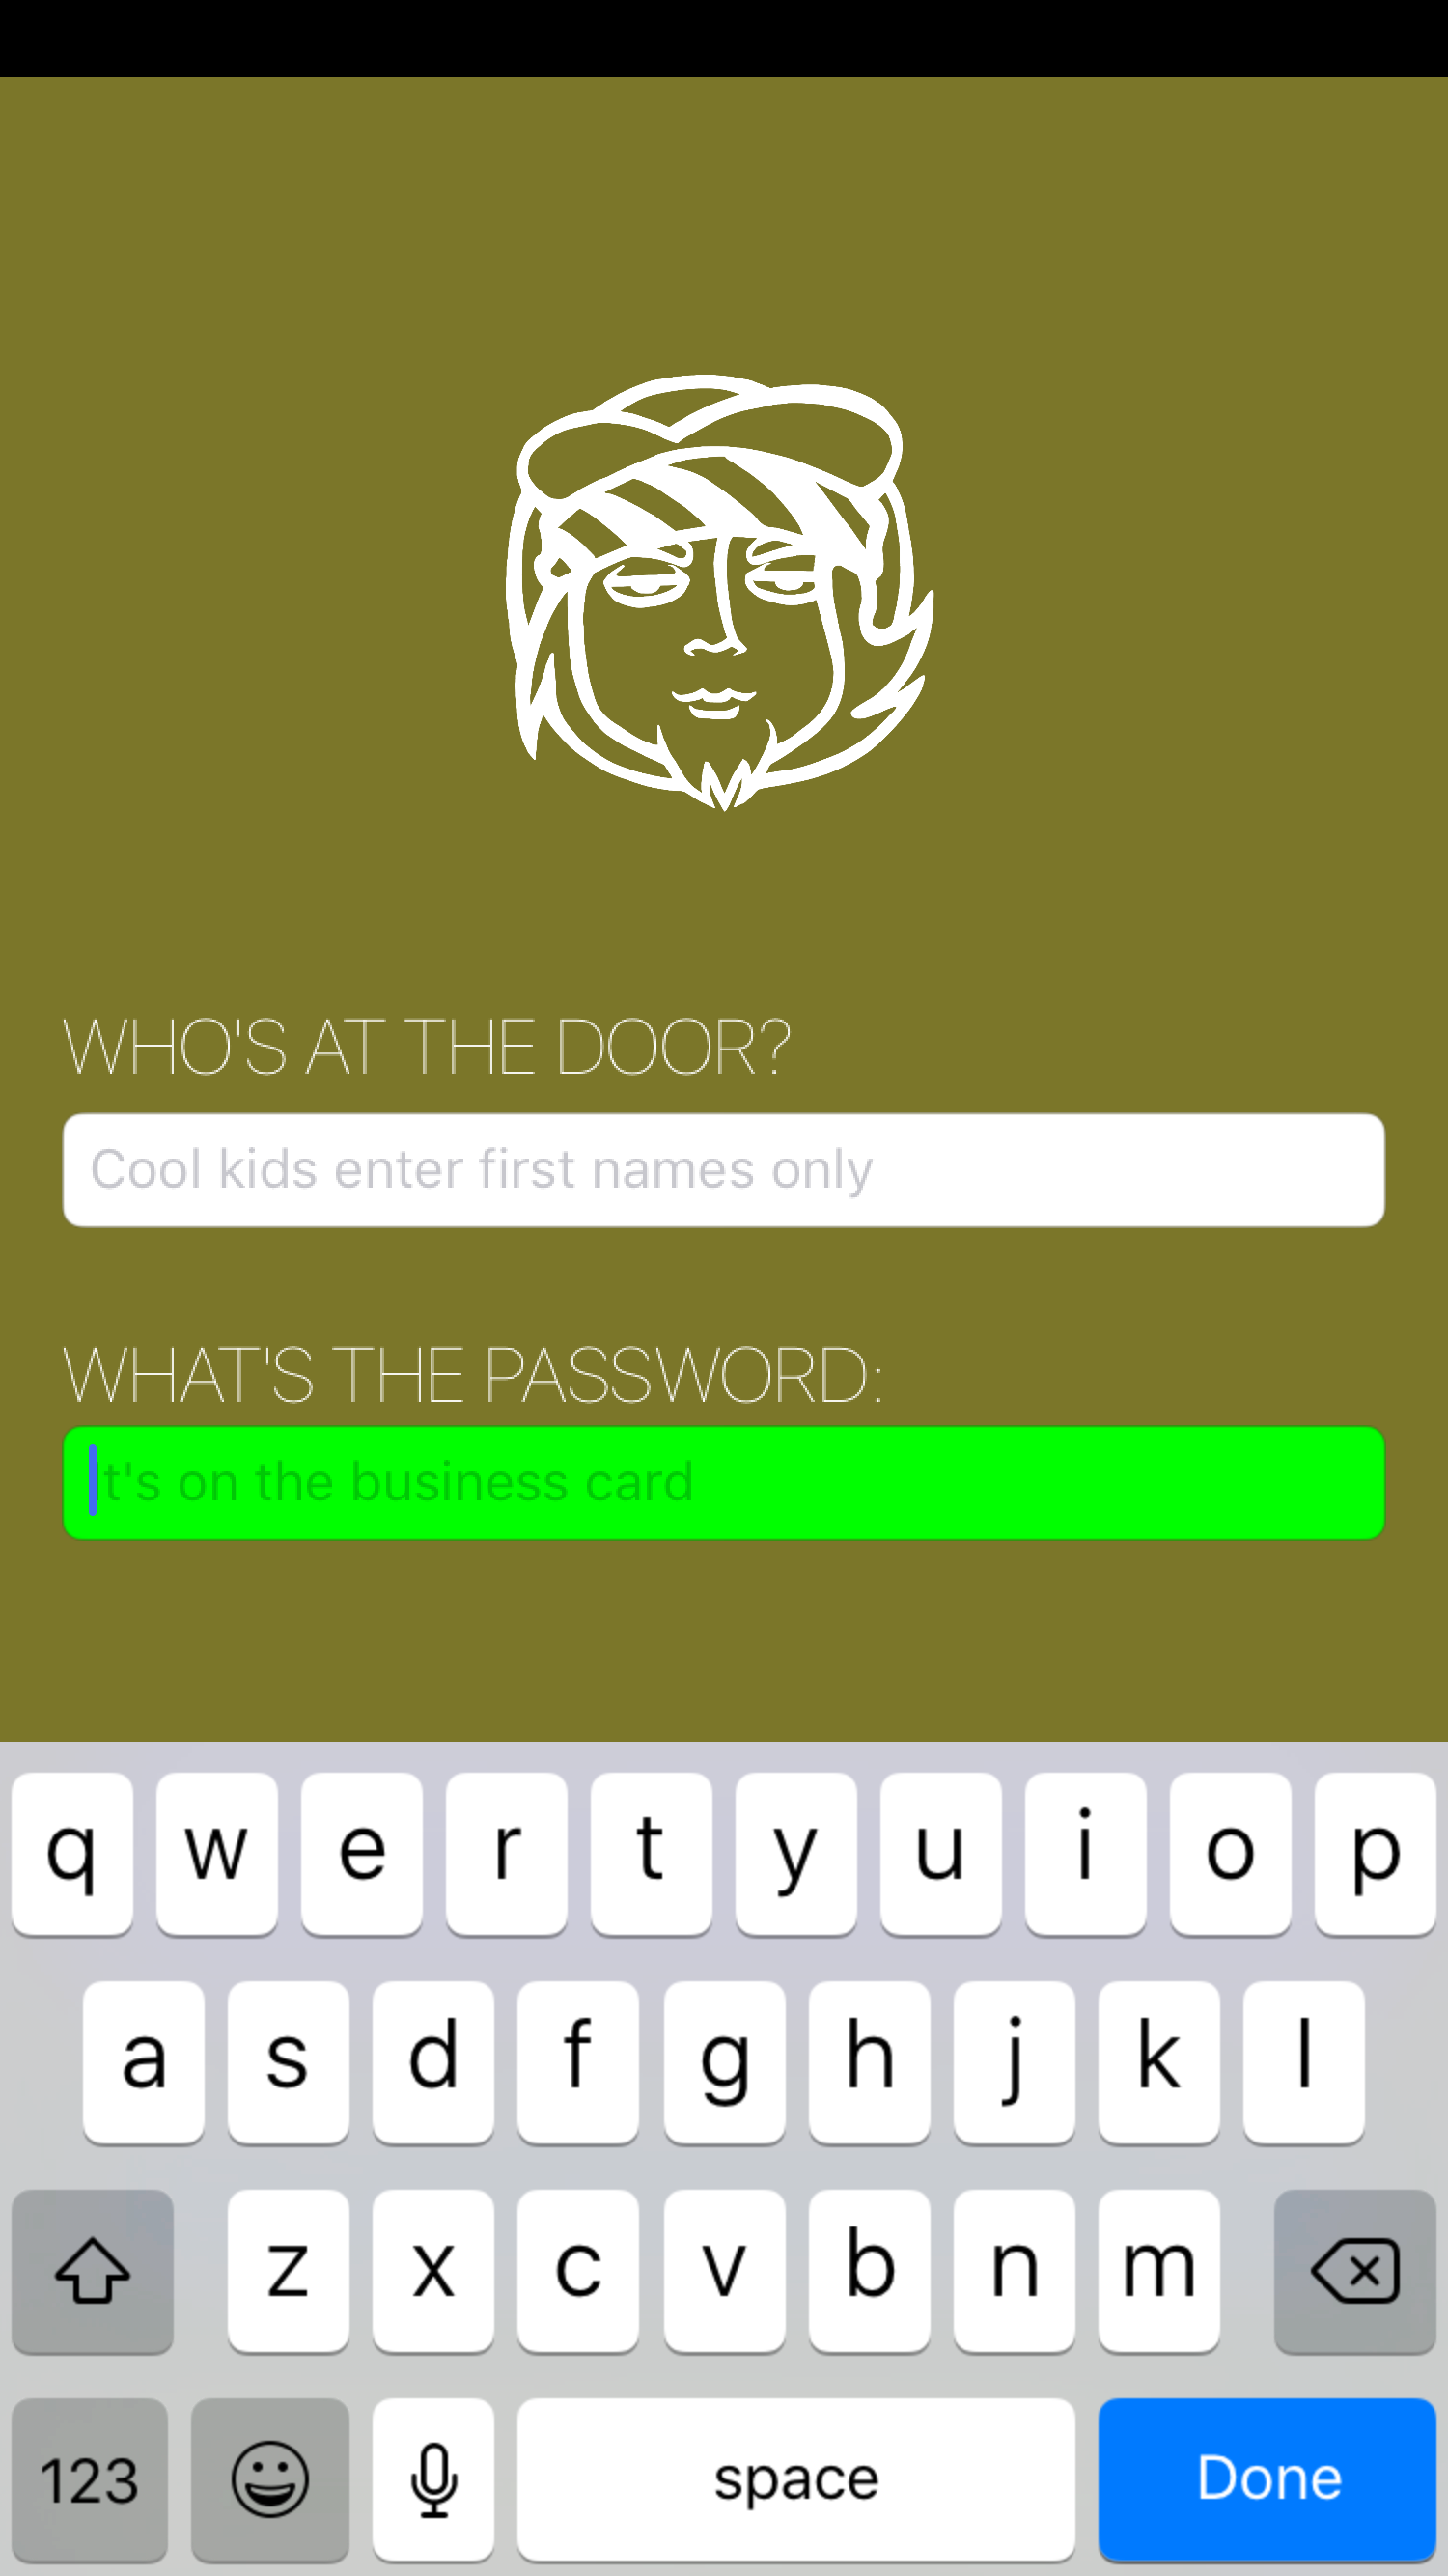 WHO'S AT THE DOOR?
Cool kids enter first names only
WHAT'S THE PASSWORD:
It's on the business card
q w e r t y u i o p
a s d f g h j k l
z x c v b n m
123 space Done